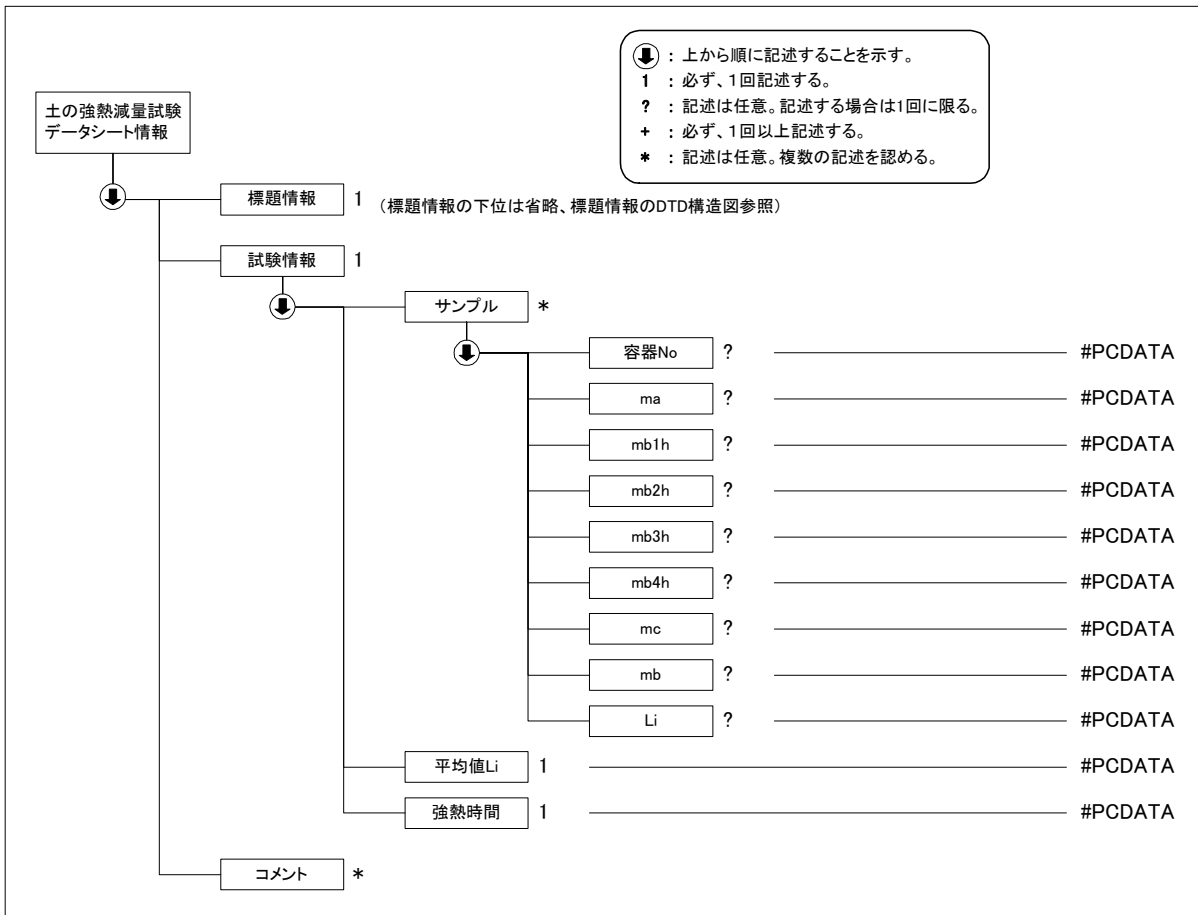 : 上から順に記述することを示す。
1 : 必ず、1回記述する。
? : 記述は任意。記述する場合は1回に限る。
+ : 必ず、1回以上記述する。
* : 記述は任意。複数の記述を認める。
土の強熱減量試験
データシート情報
標題情報 1 (標題情報の下位は省略、標題情報のDTD構造図参照)
試験情報 1
サンプル *
容器No ? #PCDATA
ma ? #PCDATA
mb1h ? #PCDATA
mb2h ? #PCDATA
mb3h ? #PCDATA
mb4h ? #PCDATA
mc ? #PCDATA
mb ? #PCDATA
Li ? #PCDATA
平均値Li 1 #PCDATA
強熱時間 1 #PCDATA
コメント *